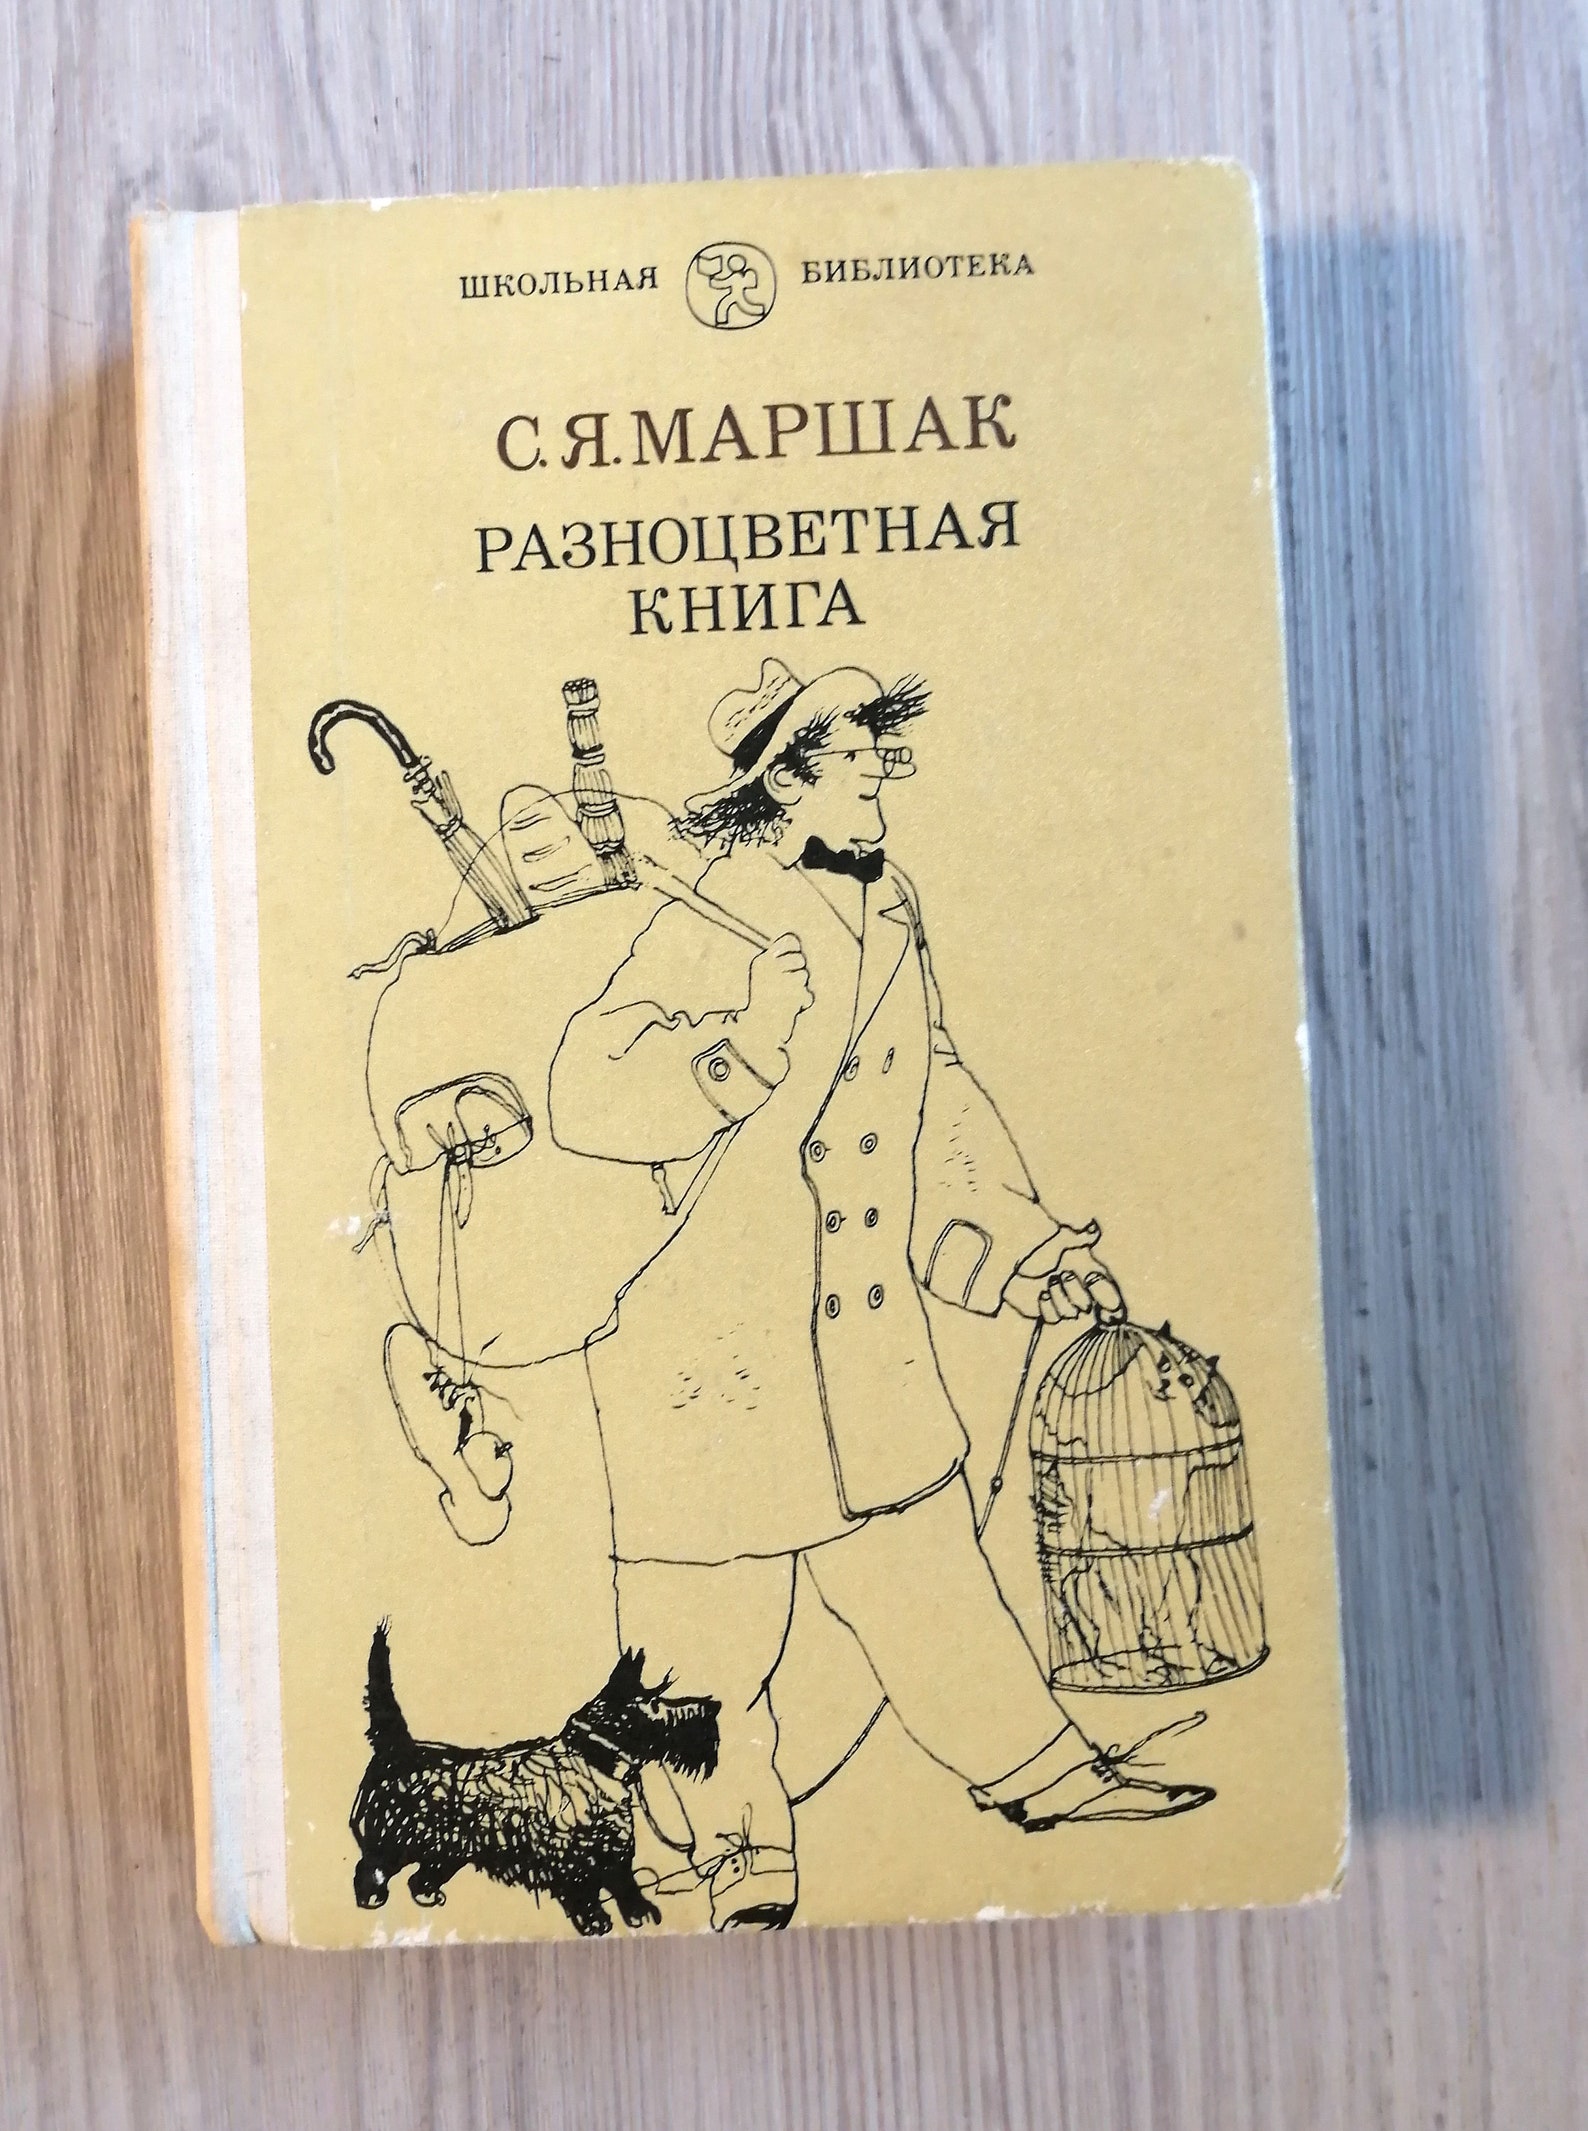 ШКОЛЬНАЯ БИБЛИОТЕКА
С. Я. МАРШАК
РАЗНОЦВЕТНАЯ
КНИГА